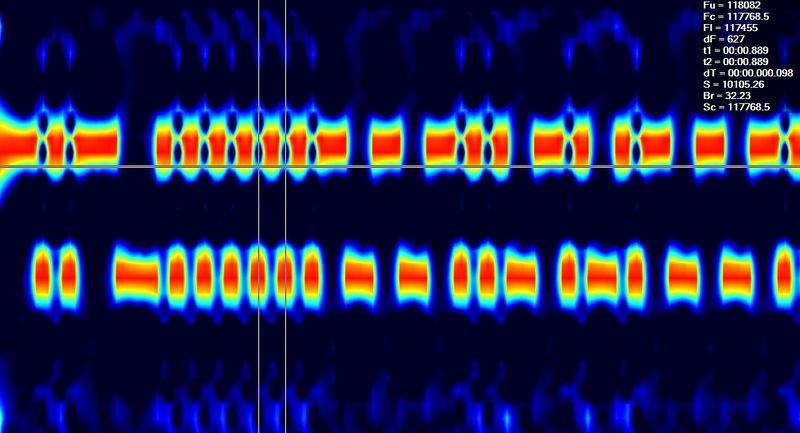 Fu = 118082
Fc = 117768.5
Fl = 117455
dF = 627
t1 = 00:00.889
t2 = 00:00.889
dT = 00:00.000.098
S = 10105.26
Br = 32.23
Sc = 117768.5